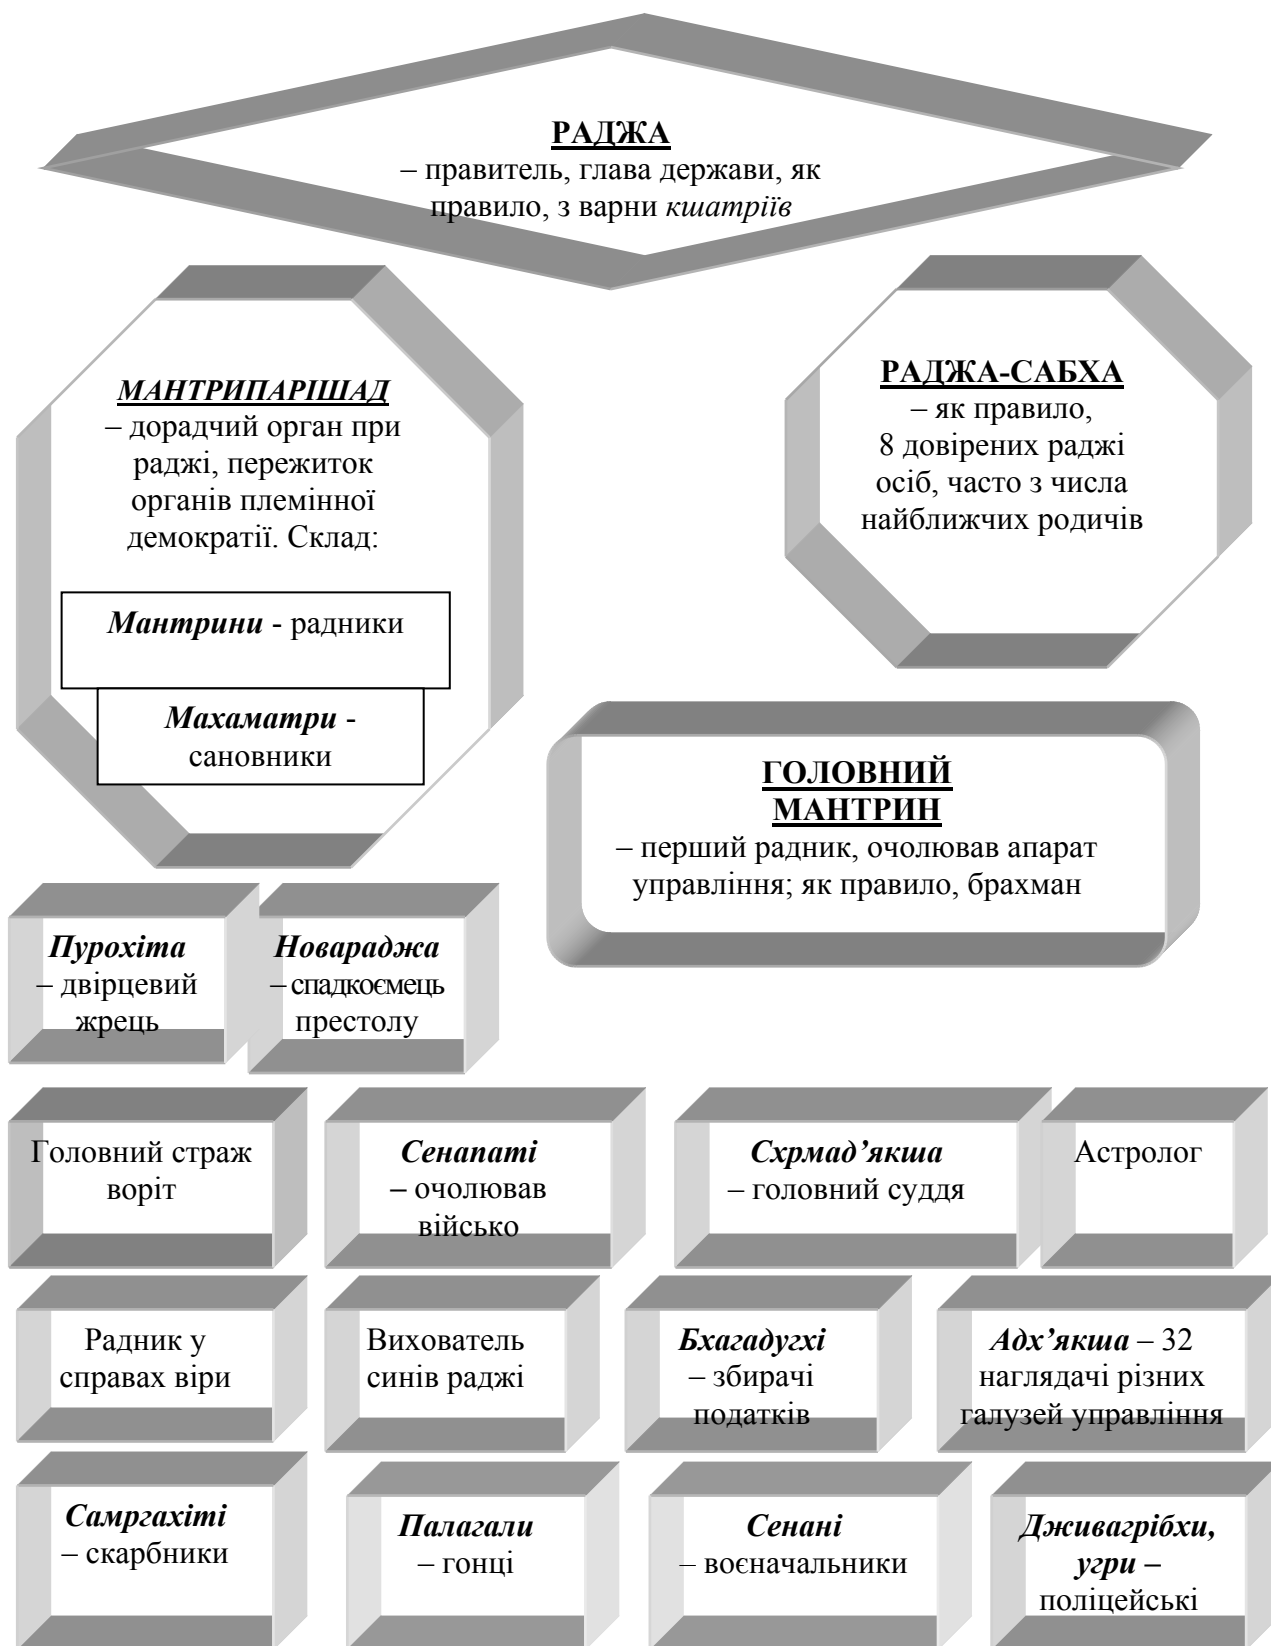 РАДЖА
– правитель, глава держави, як
правило, з варни кшатріїв
МАНТРИПАРІШАД
– дорадчий орган при
раджі, пережиток
органів племінної
демократії. Склад:
Мантрини - радники
Махаматри -
сановники
РАДЖА-САБХА
– як правило,
8 довірених раджі
осіб, часто з числа
найближчих родичів
ГОЛОВНИЙ
МАНТРИН
– перший радник, очолював апарат
управління; як правило, брахман
Пурохіта
– двірцевий
жрець
Новараджа
– спадкоємець
престолу
Головний страж
воріт
Сенапаті
– очолював
військо
Схрмад’якша
– головний суддя
Астролог
Радник у
справах віри
Вихователь
синів раджі
Бхагадугхі
– збирачі
податків
Адх’якша – 32
наглядачі різних
галузей управління
Самргахіті
– скарбники
Палагали
– гонці
Сенані
– воєначальники
Дживагрібхи,
угри –
поліцейські